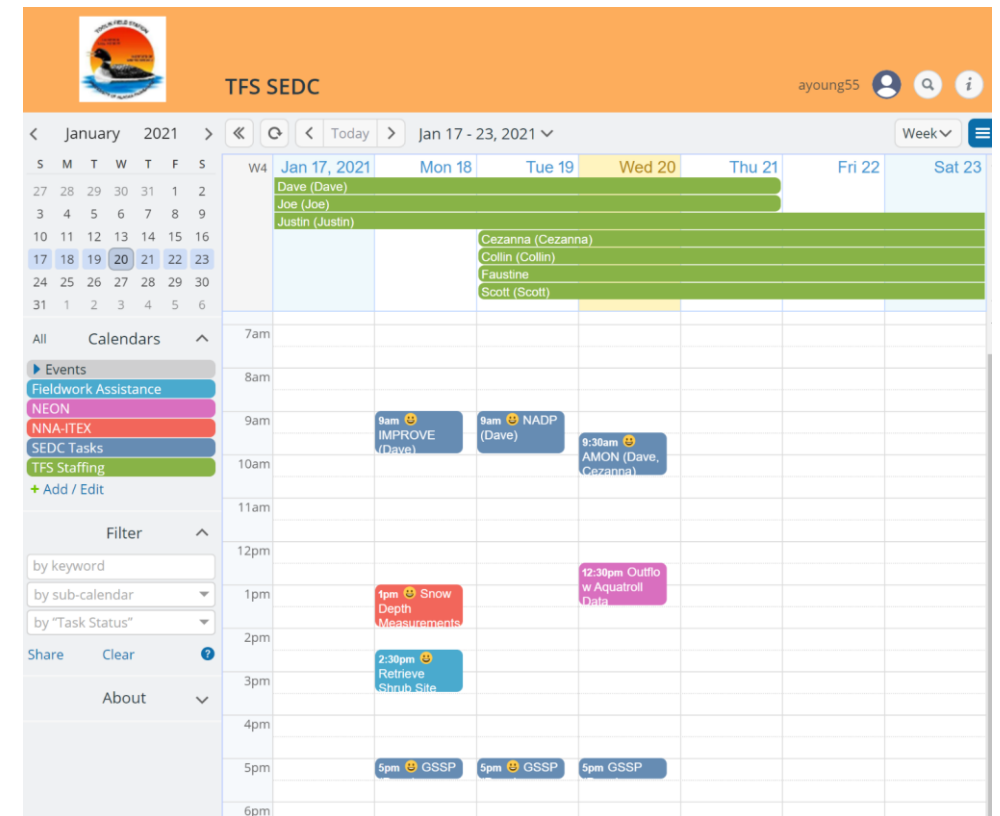 TFS SEDC
ayoung55
January 2021
Today
Jan 17 - 23, 2021
Week
S M T W T F S
27 28 29 30 31 1 2
3 4 5 6 7 8 9
10 11 12 13 14 15 16
17 18 19 20 21 22 23
24 25 26 27 28 29 30
31 1 2 3 4 5 6
All Calendars
Events
Fieldwork Assistance
NEON
NNA-ITEX
SEDC Tasks
TFS Staffing
+ Add / Edit
Filter
by keyword
by sub-calendar
by "Task Status"
Share Clear ?
About
W4 Jan 17, 2021 Mon 18 Tue 19 Wed 20 Thu 21 Fri 22 Sat 23
Dave (Dave)
Joe (Joe)
Justin (Justin)
Cezanna (Cezanna)
Collin (Collin)
Faustine
Scott (Scott)
7am
8am
9am
10am
11am
12pm
1pm
2pm
3pm
4pm
5pm
6pm
9am 😀
IMPROVE
(Dave)
1pm 😀 Snow
Depth
Measurements
2:30pm 😀
Retrieve
Shrub Site
5pm 😀 GSSP
9am 😀 NADP
(Dave)
5pm 😀 GSSP
9:30am 😀
AMON (Dave,
Cezanna)
12:30pm Outflo
w Aquatroll
Data
5pm GSSP